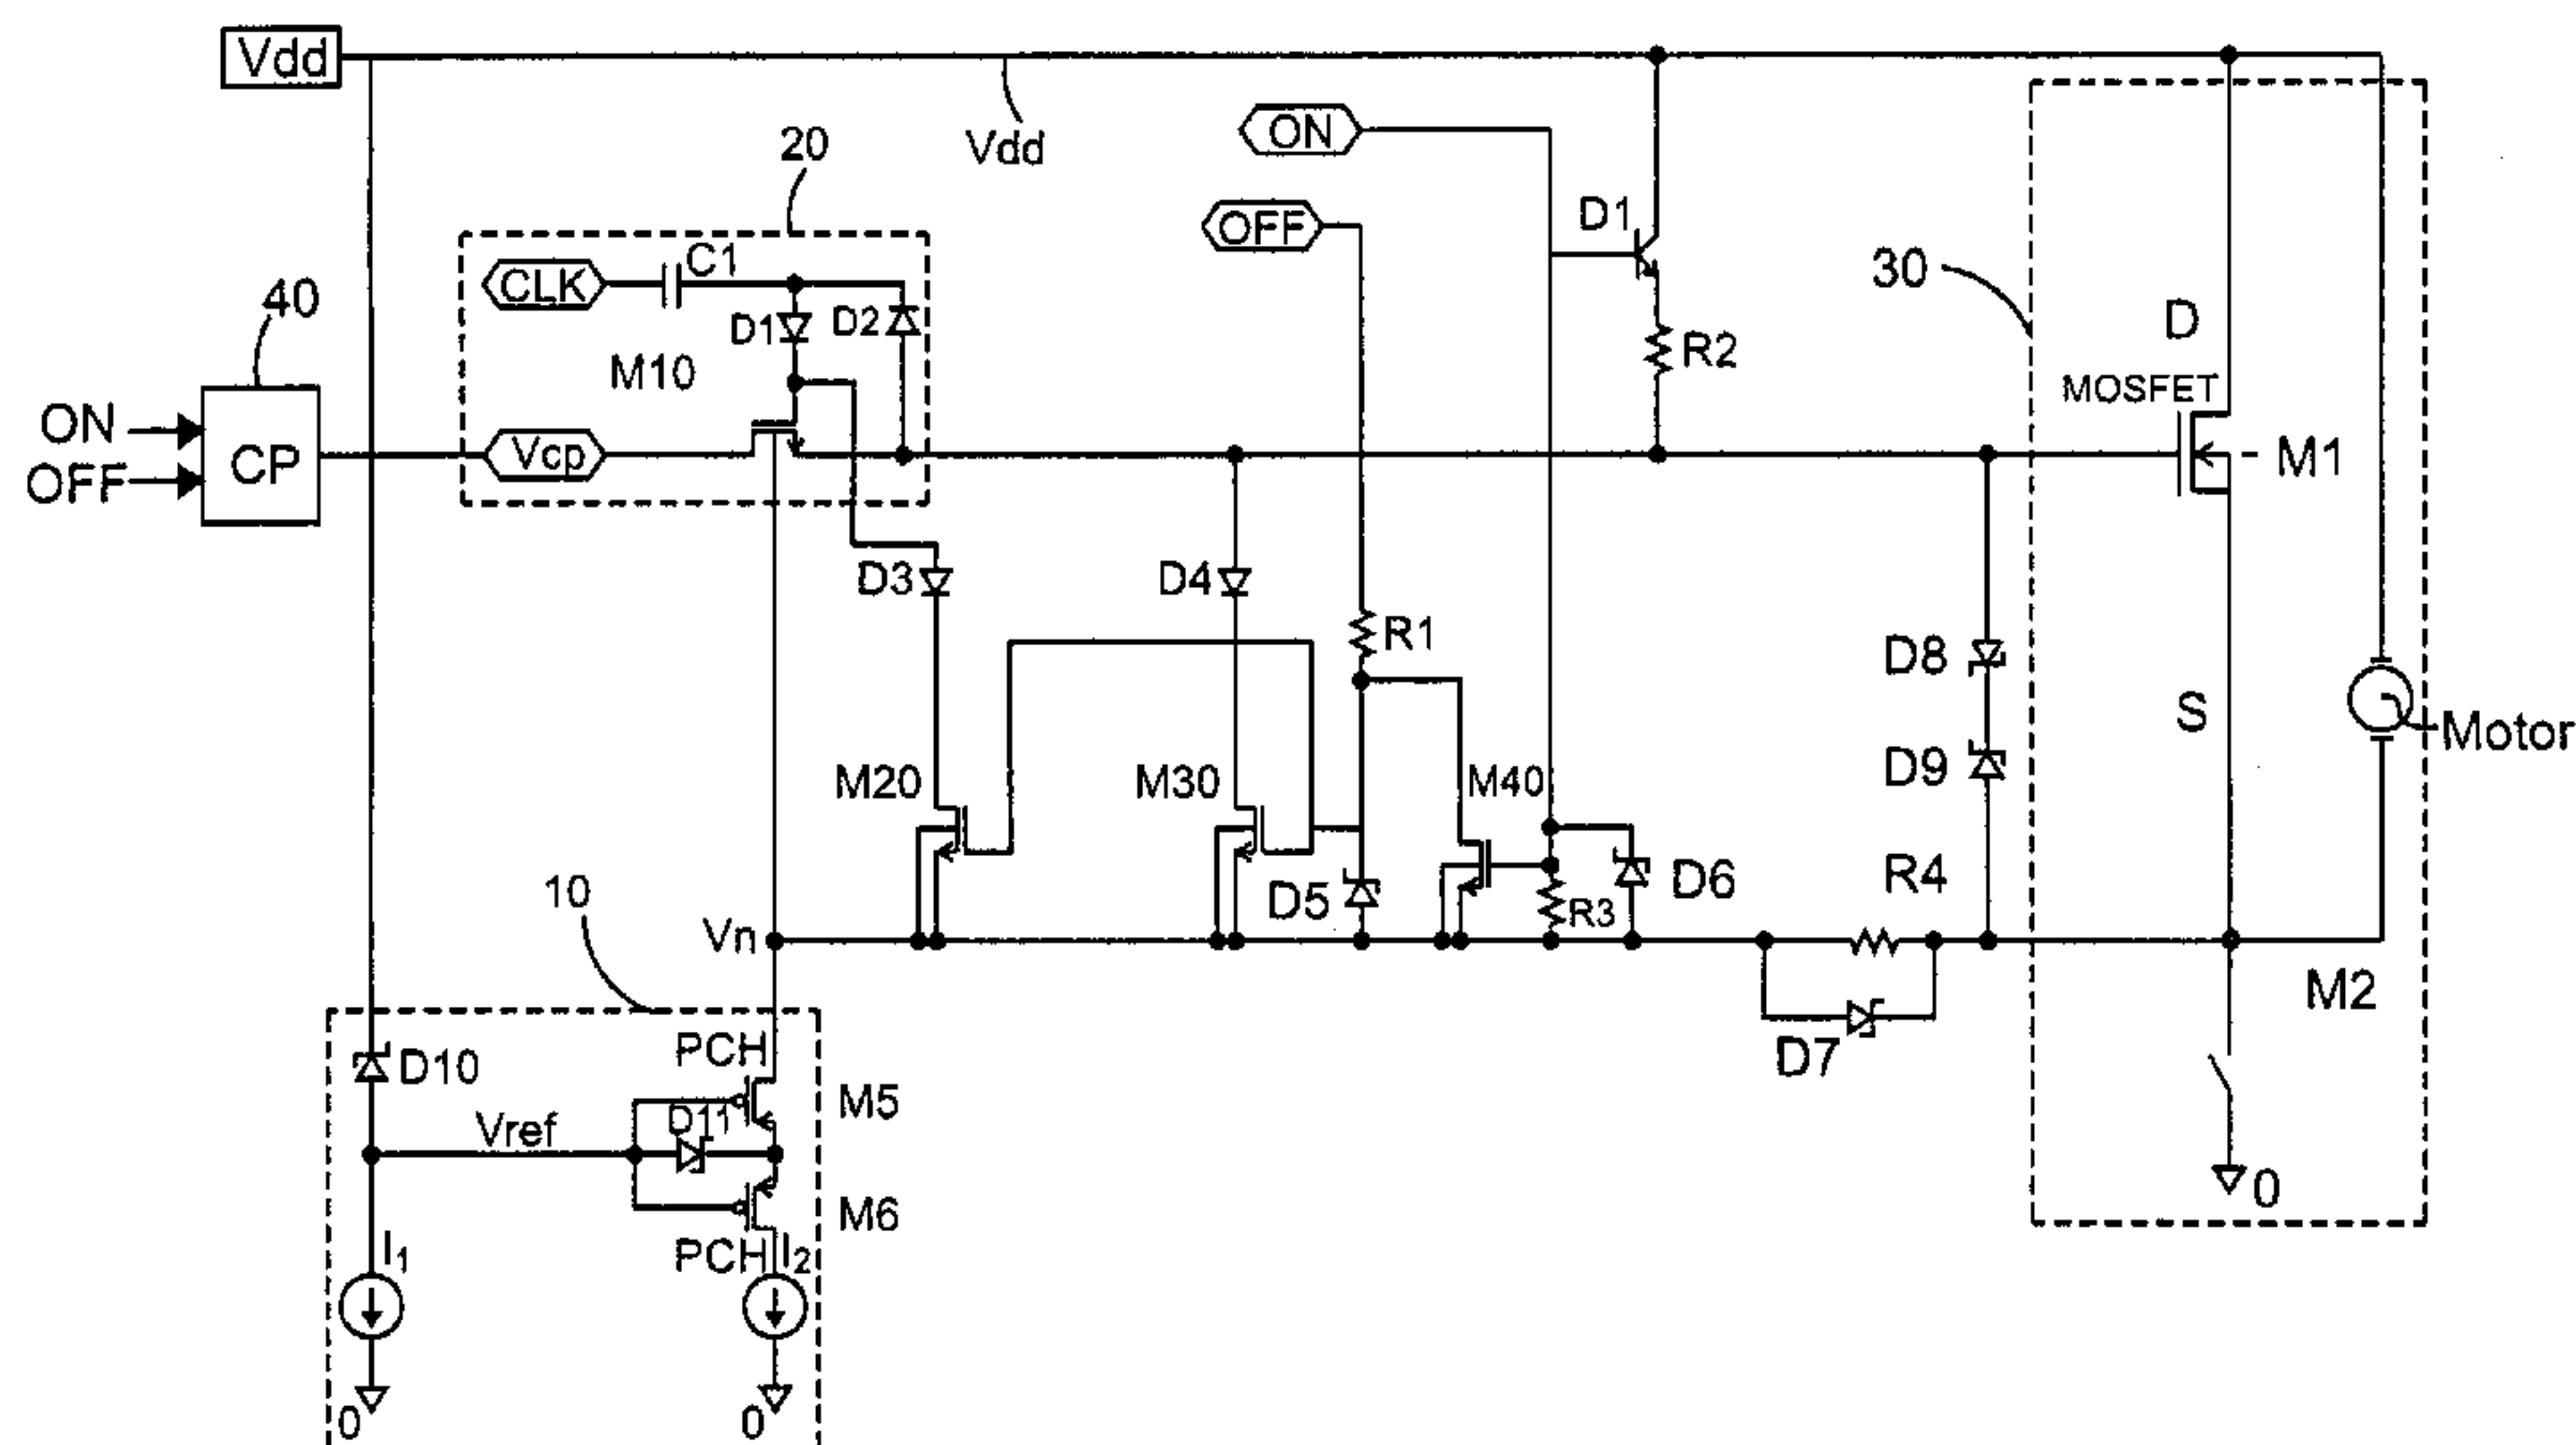 Vdd
Vdd
ON
20
OFF
D1
30
CLK
C1
40
D1
D2
R2
D
M10
MOSFET
ON
Vcp
CP
M1
OFF
D3
D4
R1
D8
S
Motor
M20
M30
M40
D9
D5
D6
R4
10
R3
Vn
M2
PCH
D10
D7
M5
Vref
D11
0
M6
I1
PCH
I2
0
0